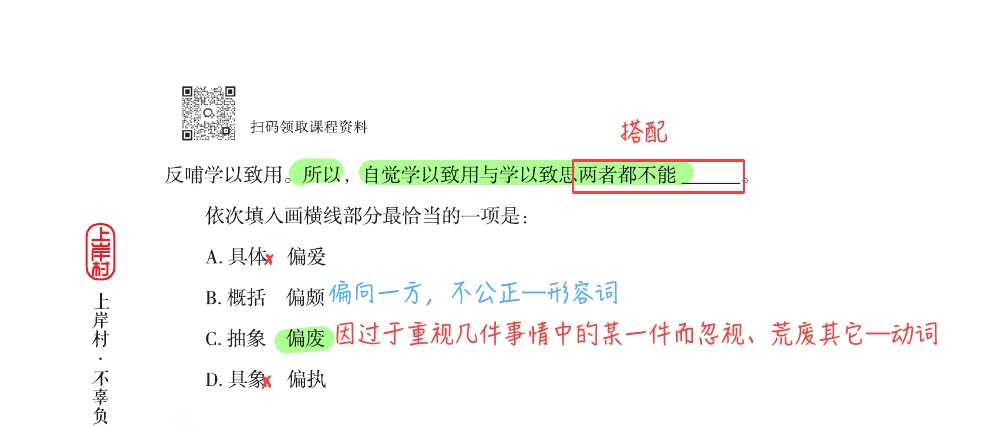 扫码领取课程资料
搭配
反哺学以致用。所以，自觉学以致用与学以致思两者都不能______。
依次填入画横线部分最恰当的一项是：
A. 具体x 偏爱
B. 概括 偏颇 偏向一方，不公正—形容词
C. 抽象 偏废 因过于重视几件事情中的某一件而忽视、荒废其它—动词
D. 具象x 偏执
上岸村
上岸村·不辜负